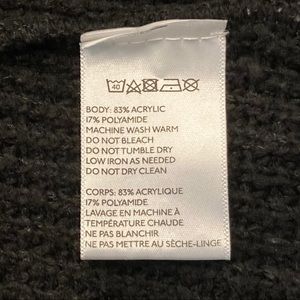 40
BODY: 83% ACRYLIC
17% POLYAMIDE
MACHINE WASH WARM
DO NOT BLEACH
DO NOT TUMBLE DRY
LOW IRON AS NEEDED
DO NOT DRY CLEAN
CORPS: 83% ACRYLIQUE
17% POLYAMIDE
LAVAGE EN MACHINE À
TEMPÉRATURE CHAUDE
NE PAS BLANCHIR
NE PAS METTRE AU SÈCHE-LINGE